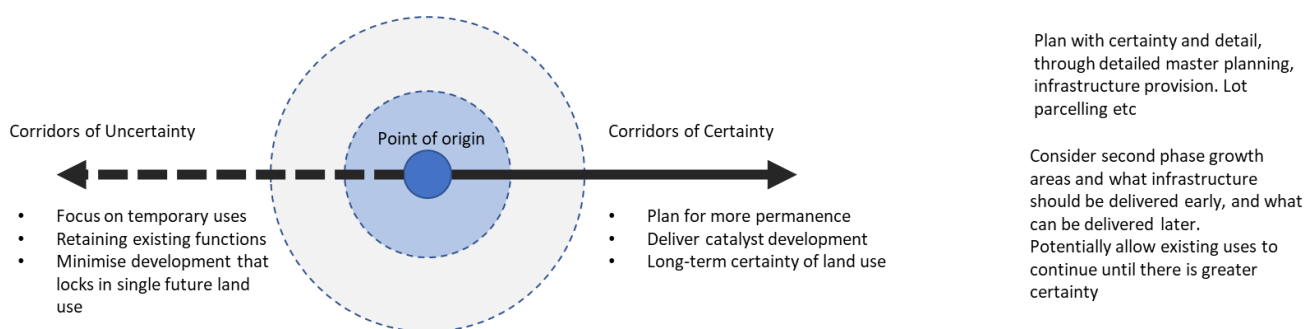 Corridors of Uncertainty
• Focus on temporary uses
• Retaining existing functions
• Minimise development that
locks in single future land
use
Point of origin
Corridors of Certainty
• Plan for more permanence
• Deliver catalyst development
• Long-term certainty of land use
Plan with certainty and detail,
through detailed master planning,
infrastructure provision. Lot
parcelling etc
Consider second phase growth
areas and what infrastructure
should be delivered early, and what
can be delivered later.
Potentially allow existing uses to
continue until there is greater
certainty